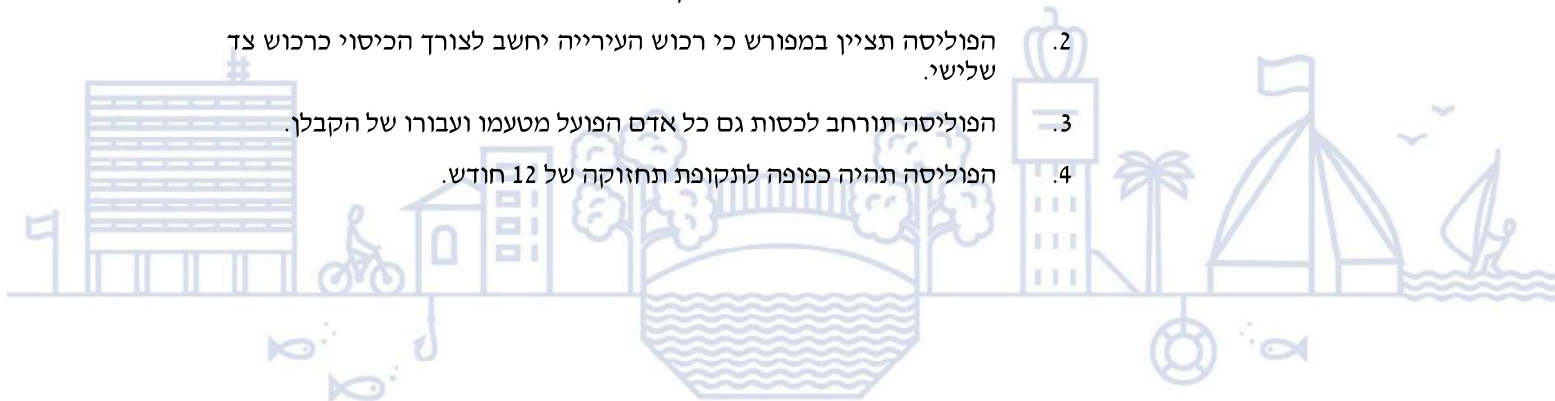 2. הפוליסה תציין במפורש כי רכוש העירייה יחשב לצורך הכיסוי כרכוש צד
שלישי.
3. הפוליסה תורחב לכסות גם כל אדם הפועל מטעמו ועבורו של הקבלן.
4. הפוליסה תהיה כפופה לתקופת תחזוקה של 12 חודש.